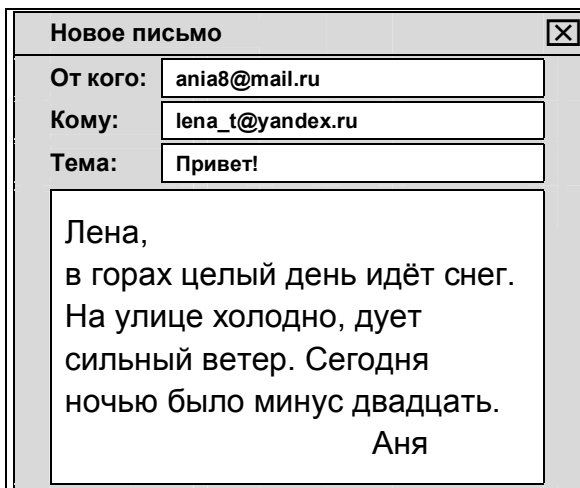 Новое письмо
От кого: ania8@mail.ru
Кому: lena_t@yandex.ru
Тема: Привет!
Лена,
в горах целый день идёт снег.
На улице холодно, дует
сильный ветер. Сегодня
ночью было минус двадцать.
Аня